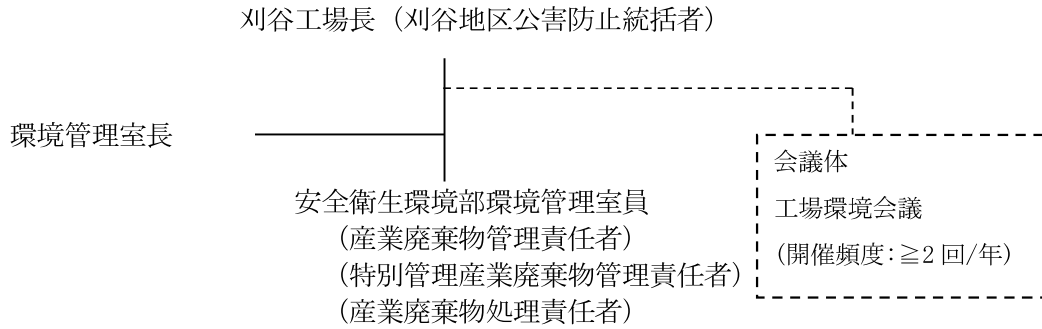 刈谷工場長（刈谷地区公害防止統括者）
環境管理室長
安全衛生環境部環境管理室員
（産業廃棄物管理責任者）
（特別管理産業廃棄物管理責任者）
（産業廃棄物処理責任者）
会議体
工場環境会議
（開催頻度：≧2 回/年）